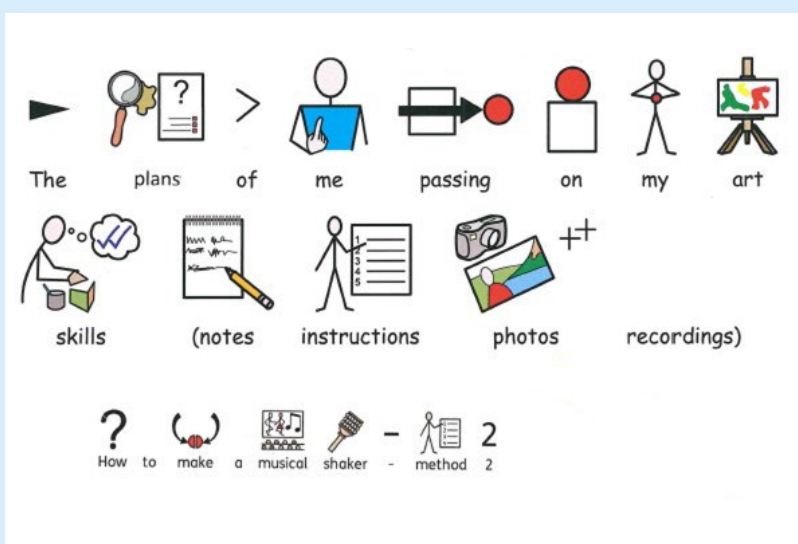 The plans of me passing on my art
skills (notes instructions photos recordings)
How to make a musical shaker - method 2